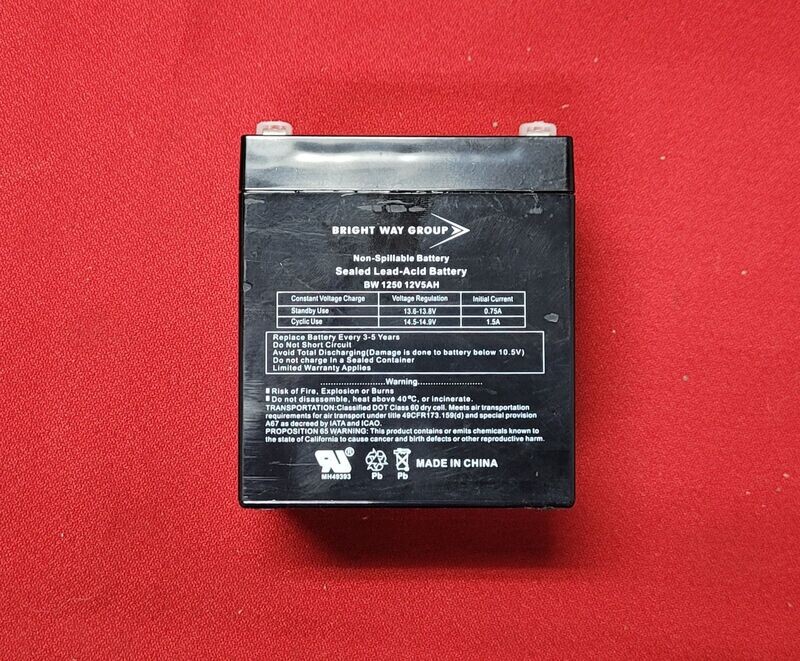 BRIGHT WAY GROUP
Non-Spillable Battery
Sealed Lead-Acid Battery
BW 1250 12V5AH
Constant Voltage Charge Voltage Regulation Initial Current
Standby Use 13.6-13.8V 0.75A
Cyclic Use 14.5-14.9V 1.5A
Replace Battery Every 3-5 Years
Do Not Short Circuit
Avoid Total Discharging(Damage is done to battery below 10.5V)
Do not charge In a Sealed Container
Limited Warranty Applies
........................Warning........................
Risk of Fire, Explosion or Burns
Do not disassemble, heat above 40°C, or incinerate.
TRANSPORTATION:Classified DOT Class 60 dry cell. Meets air transportation
requirements for air transport under title 49CFR173.159(d) and special provision
A67 as decreed by IATA and ICAO.
PROPOSITION 65 WARNING: This product contains or emits chemicals known to
the state of California to cause cancer and birth defects or other reproductive harm.
MH49393
Pb Pb MADE IN CHINA